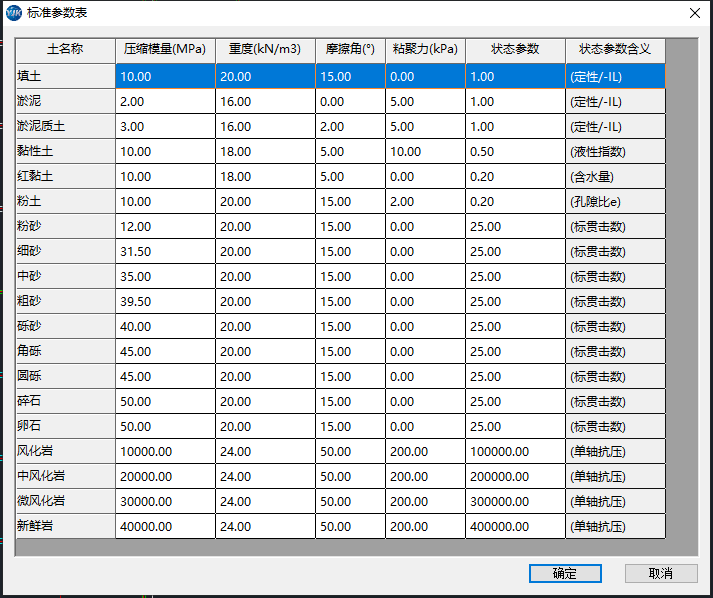 YJK 标准参数表
土名称 压缩模量(MPa) 重度(kN/m3) 摩擦角(°) 粘聚力(kPa) 状态参数 状态参数含义
填土 10.00 20.00 15.00 0.00 1.00 (定性/-IL)
淤泥 2.00 16.00 0.00 5.00 1.00 (定性/-IL)
淤泥质土 3.00 16.00 2.00 5.00 1.00 (定性/-IL)
黏性土 10.00 18.00 5.00 10.00 0.50 (液性指数)
红黏土 10.00 18.00 5.00 0.00 0.20 (含水量)
粉土 10.00 20.00 15.00 2.00 0.20 (孔隙比e)
粉砂 12.00 20.00 15.00 0.00 25.00 (标贯击数)
细砂 31.50 20.00 15.00 0.00 25.00 (标贯击数)
中砂 35.00 20.00 15.00 0.00 25.00 (标贯击数)
粗砂 39.50 20.00 15.00 0.00 25.00 (标贯击数)
砾砂 40.00 20.00 15.00 0.00 25.00 (标贯击数)
角砾 45.00 20.00 15.00 0.00 25.00 (标贯击数)
圆砾 45.00 20.00 15.00 0.00 25.00 (标贯击数)
碎石 50.00 20.00 15.00 0.00 25.00 (标贯击数)
卵石 50.00 20.00 15.00 0.00 25.00 (标贯击数)
风化岩 10000.00 24.00 50.00 200.00 100000.00 (单轴抗压)
中风化岩 20000.00 24.00 50.00 200.00 200000.00 (单轴抗压)
微风化岩 30000.00 24.00 50.00 200.00 300000.00 (单轴抗压)
新鲜岩 40000.00 24.00 50.00 200.00 400000.00 (单轴抗压)
确定 取消